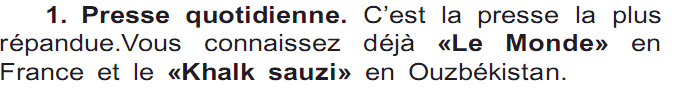 1. Presse quotidienne. C'est la presse la plus
répandue.Vous connaissez déjà «Le Monde» en
France et le «Khalk sauzi» en Ouzbékistan.